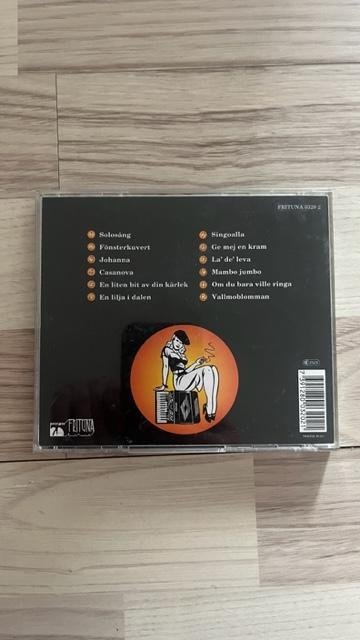 FRITUNA 0320 2
Solosång
Fönsterkuvert
Johanna
Casanova
En liten bit av din kärlek
En lilja i dalen
Singoalla
Ge mej en kram
La' de' leva
Mambo jumbo
Om du bara ville ringa
Vallmoblomman
FRITUNA